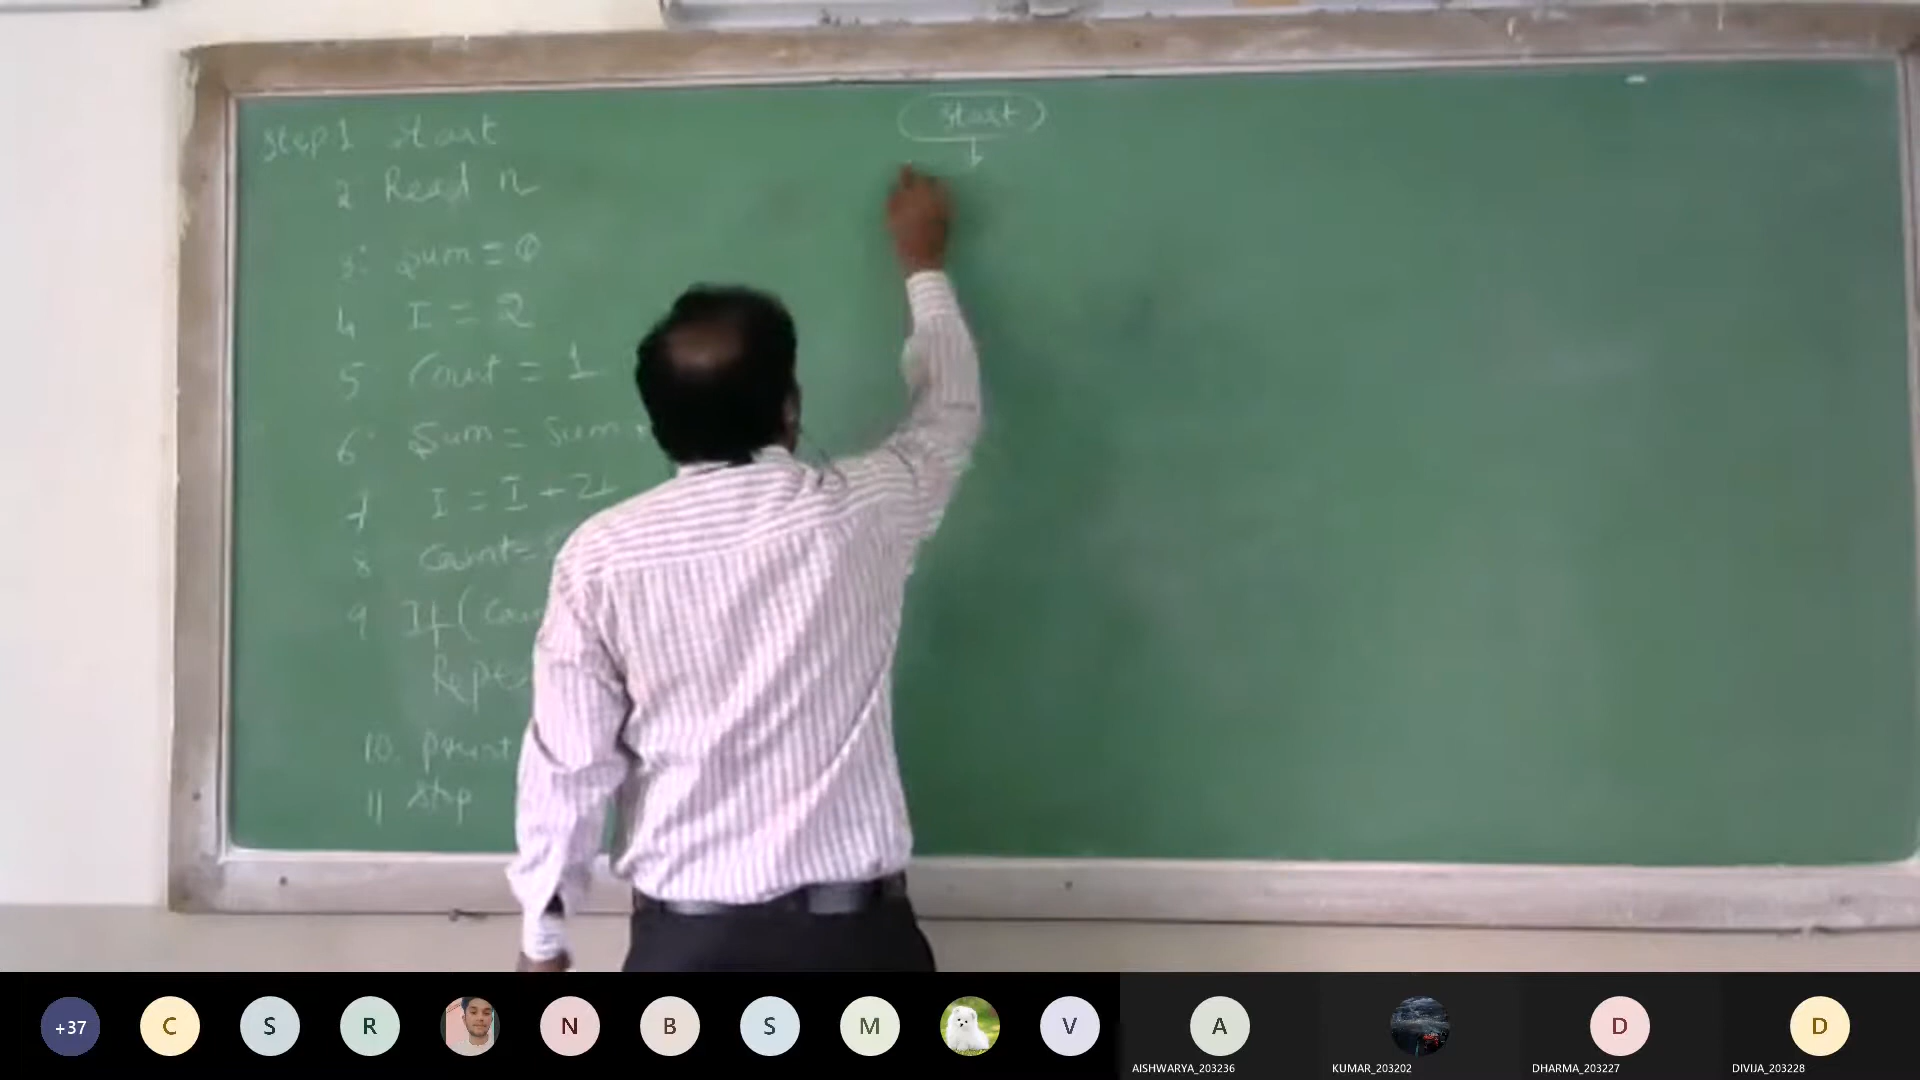 Step 1 Start
2 Read n
3: Sum = 0
4 I = 2
5 Count = 1
6 Sum = Sum +
7 I = I + 2
8 Count =
9 If (
10. print
11 Stop
Start
+37 C S R N B S M V A D D
AISHWARYA_203236 KUMAR_203202 DHARMA_203227 DIVIJA_203228